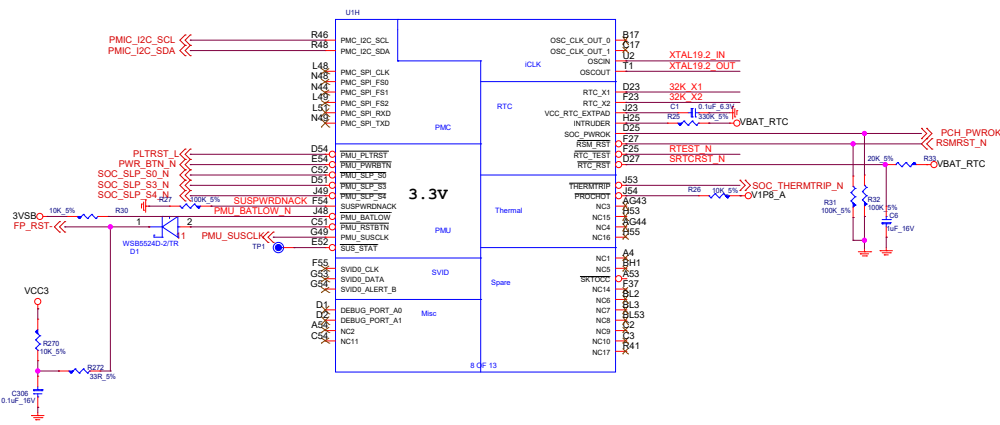 U1H
PMIC_I2C_SCL
R46
PMC_I2C_SCL
PMIC_I2C_SDA
R48
PMC_I2C_SDA
L48
PMC_SPI_CLK
N48
PMC_SPI_FS0
N44
PMC_SPI_FS1
L49
PMC_SPI_FS2
L51
PMC_SPI_RXD
N49
PMC_SPI_TXD
PMC
PLTRST_L
D54
PMU_PLTRST
PWR_BTN_N
E54
PMU_PWRBTN
SOC_SLP_S0_N
C52
PMU_SLP_S0
SOC_SLP_S3_N
D51
PMU_SLP_S3
SOC_SLP_S4_N
J49
PMU_SLP_S4
R27
100K_5%
SUSPWRDNACK
F54
SUSPWRDNACK
3VSB
10K_5%
R30
PMU_BATLOW_N
J48
PMU_BATLOW
FP_RST-
1
2
1
WSB5524D-2/TR
D1
C51
PMU_RSTBTN
PMU_SUSCLK
G49
PMU_SUSCLK
TP1
E52
SUS_STAT
PMU
3.3V
F55
SVID0_CLK
G53
SVID0_DATA
G54
SVID0_ALERT_B
SVID
D1
DEBUG_PORT_A0
D2
DEBUG_PORT_A1
A54
NC2
C54
NC11
Misc
8 OF 13
VCC3
R270
10K_5%
R272
33R_5%
C306
0.1uF_16V
iCLK
OSC_CLK_OUT_0
B17
OSC_CLK_OUT_1
C17
OSCIN
U2
XTAL19.2_IN
OSCOUT
T1
XTAL19.2_OUT
RTC
RTC_X1
D23
32K_X1
RTC_X2
F23
32K_X2
VCC_RTC_EXTPAD
J23
C1
0.1uF_6.3V
INTRUDER
H25
R25
330K_5%
VBAT_RTC
SOC_PWROK
D25
PCH_PWROK
RSM_RST
F27
RSMRST_N
RTC_TEST
F25
RTEST_N
RTC_RST
D27
SRTCRST_N
20K_5%
R33
VBAT_RTC
Thermal
THERMTRIP
J53
SOC_THERMTRIP_N
PROCHOT
J54
R26
10K_5%
V1P8_A
NC3
AG43
NC15
H53
NC4
AG44
NC16
H55
R31
100K_5%
R32
100K_5%
C6
1uF_16V
Spare
NC1
A4
NC5
BH1
SKTOCC
A53
NC14
F37
NC6
BL2
NC7
BL3
NC8
BL53
NC9
C2
NC10
C3
NC17
R41